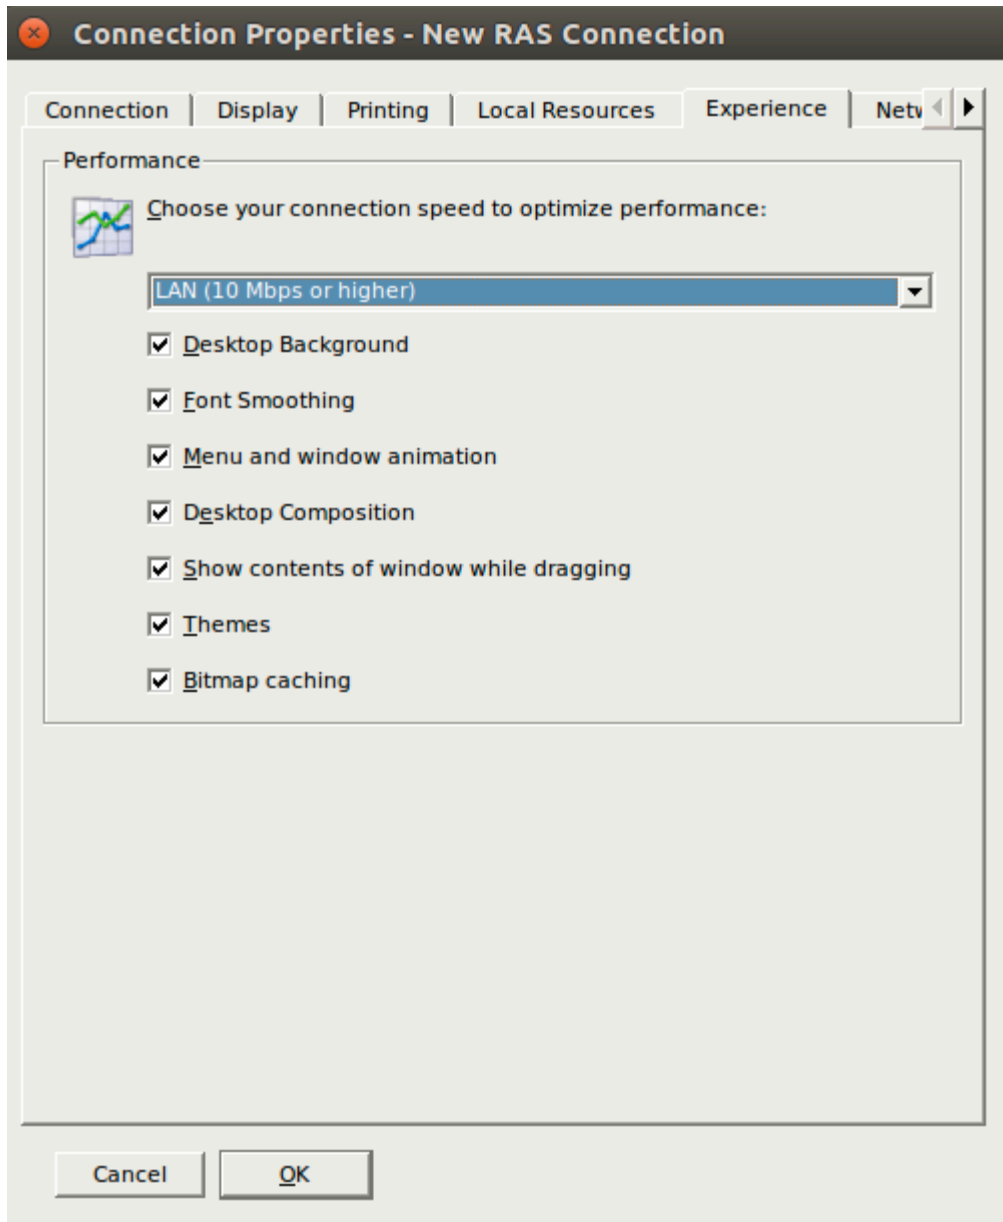 Connection Properties - New RAS Connection
Connection Display Printing Local Resources Experience Netw
Performance
Choose your connection speed to optimize performance:
LAN (10 Mbps or higher)
Desktop Background
Font Smoothing
Menu and window animation
Desktop Composition
Show contents of window while dragging
Themes
Bitmap caching
Cancel OK